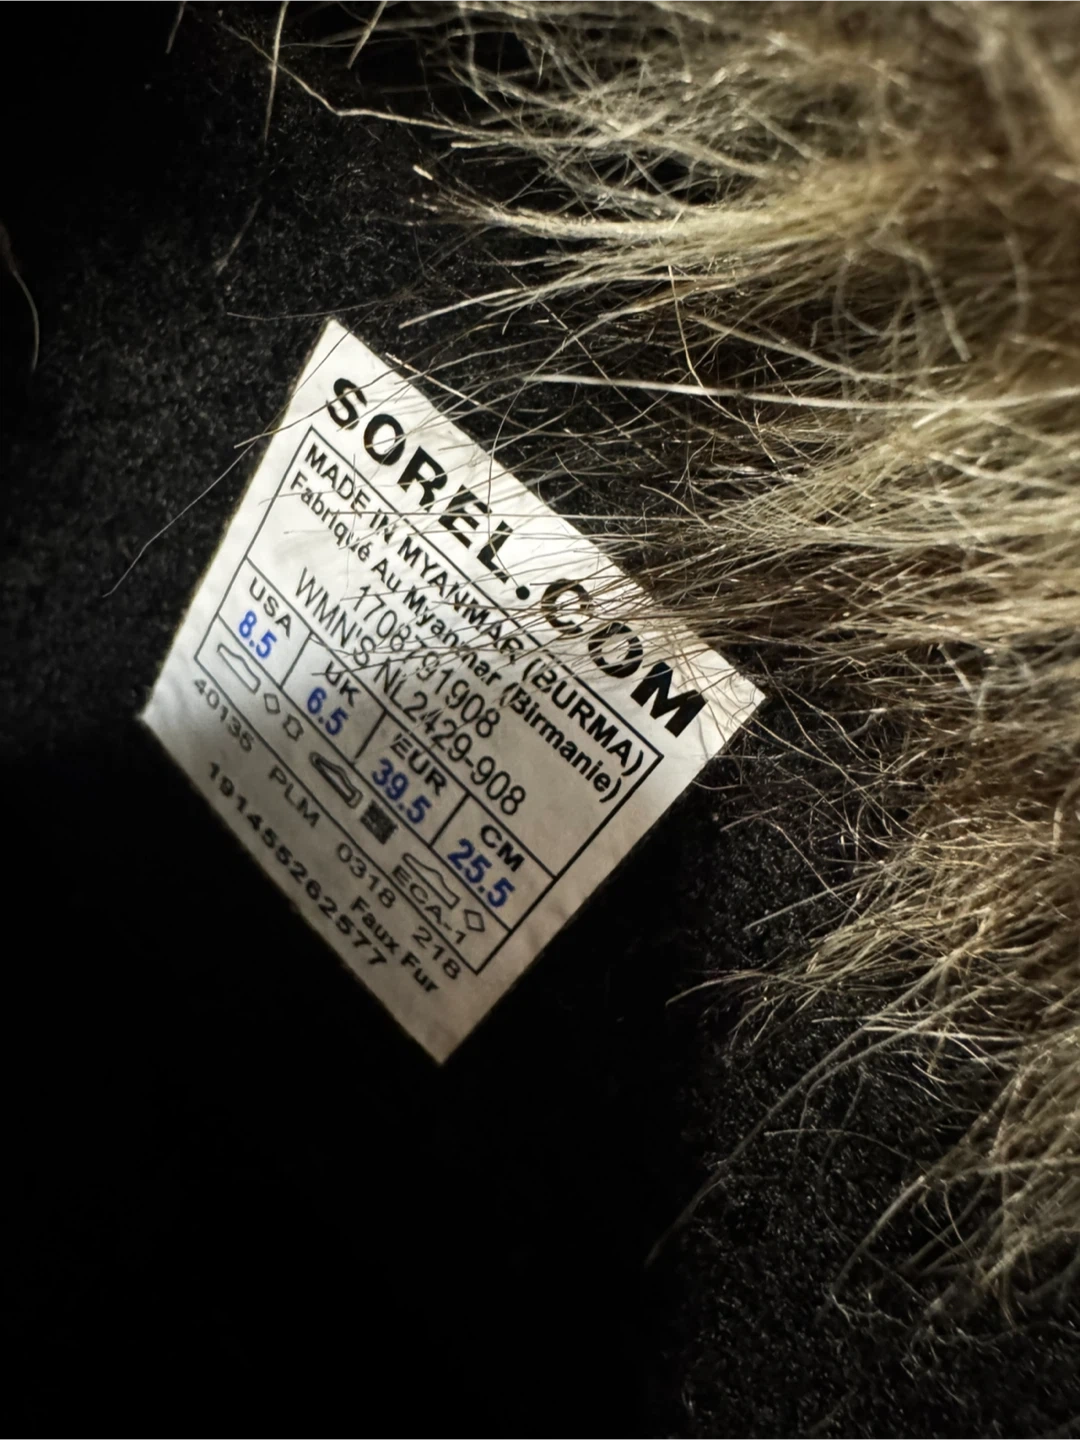 SOREL.COM
MADE IN MYANMAR (BURMA)
Fabriqué Au Myanmar (Birmanie)
1708791908
WMN'S NL2429-908
USA UK EUR CM
8.5 6.5 39.5 25.5
ECA-1
40135 PLM 0318 218
Faux Fur
191455262577